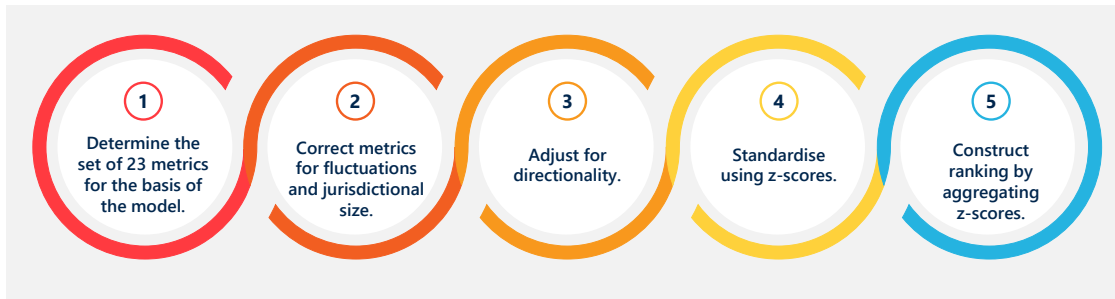 1
Determine the
set of 23 metrics
for the basis of
the model.
2
Correct metrics
for fluctuations
and jurisdictional
size.
3
Adjust for
directionality.
4
Standardise
using z-scores.
5
Construct
ranking by
aggregating
z-scores.